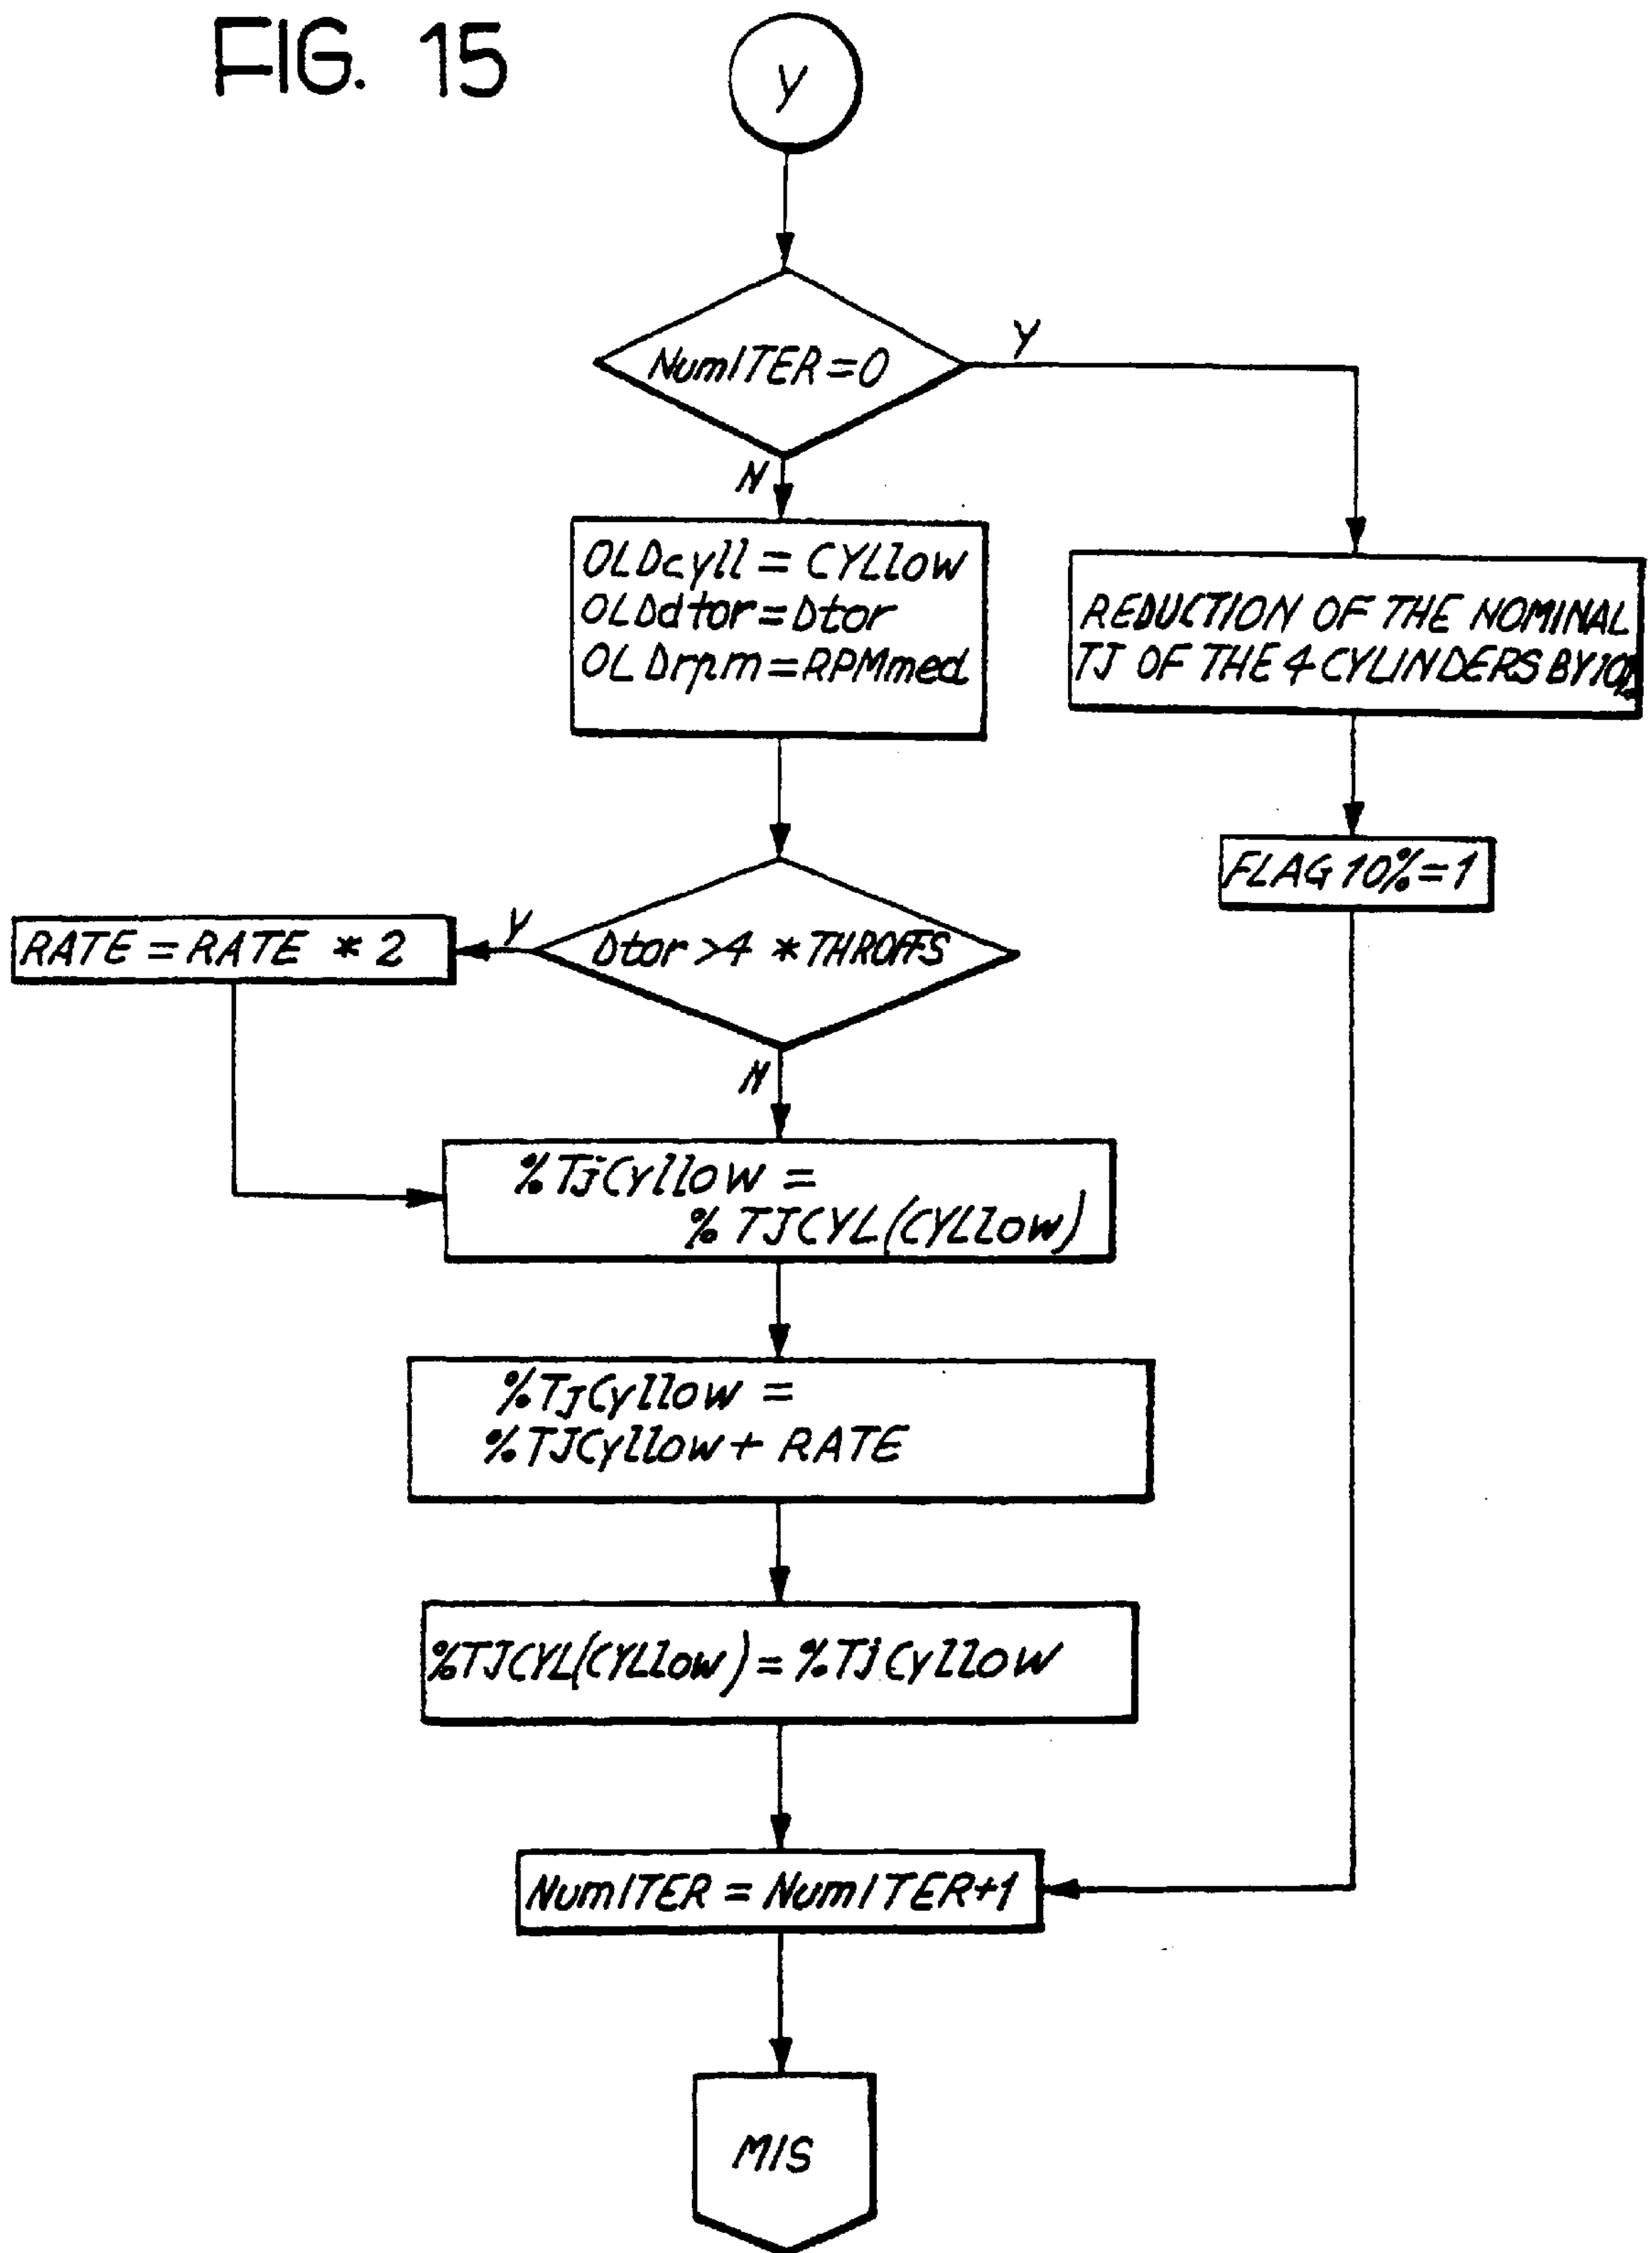 FIG. 15
Y
NumITER=0
Y
N
OLDcyll = CYLlow
OLDdtor=Dtor
OLDrpm=RPMmed
REDUCTION OF THE NOMINAL
TJ OF THE 4 CYLINDERS BY 10%
FLAG 10%=1
Dtor >4 * THROFFS
Y
RATE = RATE * 2
N
%TjCyllow =
% TJCYL(CYLlow)
%TJCyllow =
%TJCyllow + RATE
%TJCYL(CYLlow) = %TjCyllow
NumITER = NumITER+1
MIS